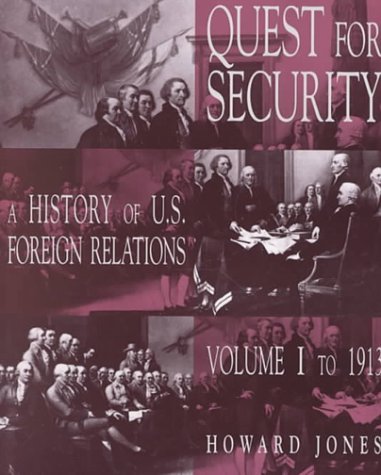 QUEST FOR
SECURITY
A HISTORY OF U.S.
FOREIGN RELATIONS
VOLUME I TO 1913
HOWARD JONES